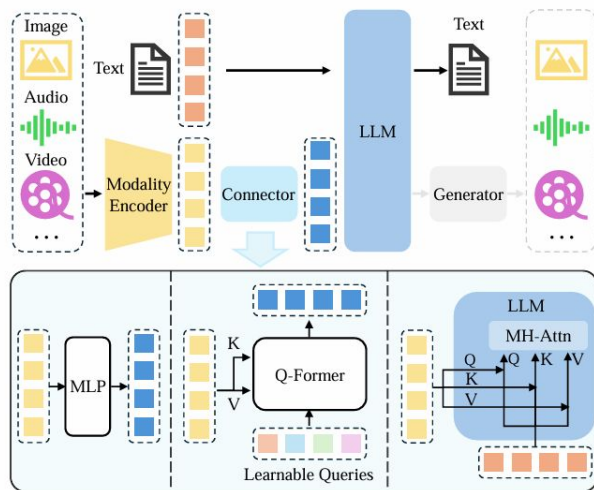 Image
Text
Text
Audio
LLM
Video
Modality
Encoder
Connector
Generator
...
...
LLM
MH-Attn
K
Q
Q
K
V
MLP
Q-Former
K
V
V
Learnable Queries